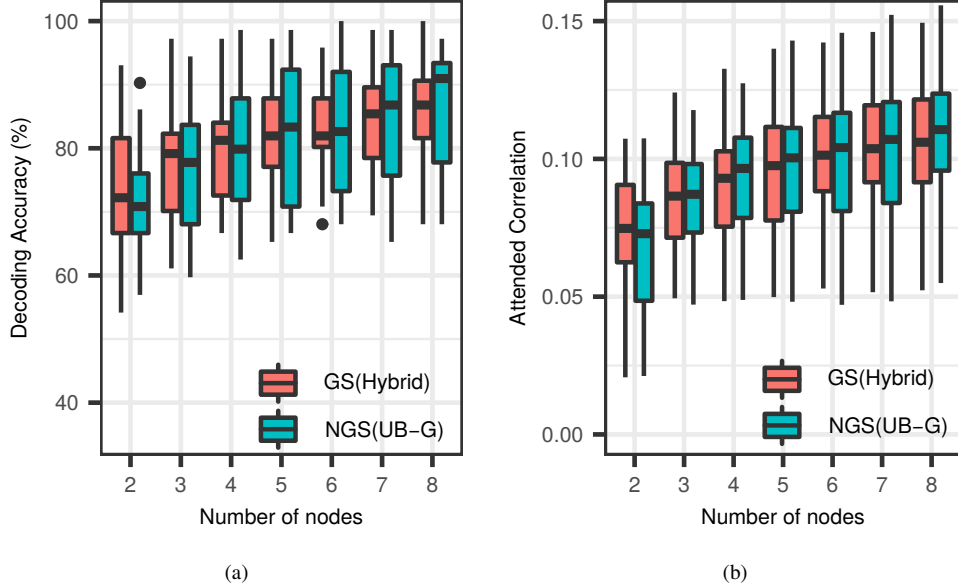 100
80
60
40
Decoding Accuracy (%)
GS(Hybrid)
NGS(UB−G)
2 3 4 5 6 7 8
Number of nodes
(a)
0.15
0.10
0.05
0.00
Attended Correlation
GS(Hybrid)
NGS(UB−G)
2 3 4 5 6 7 8
Number of nodes
(b)